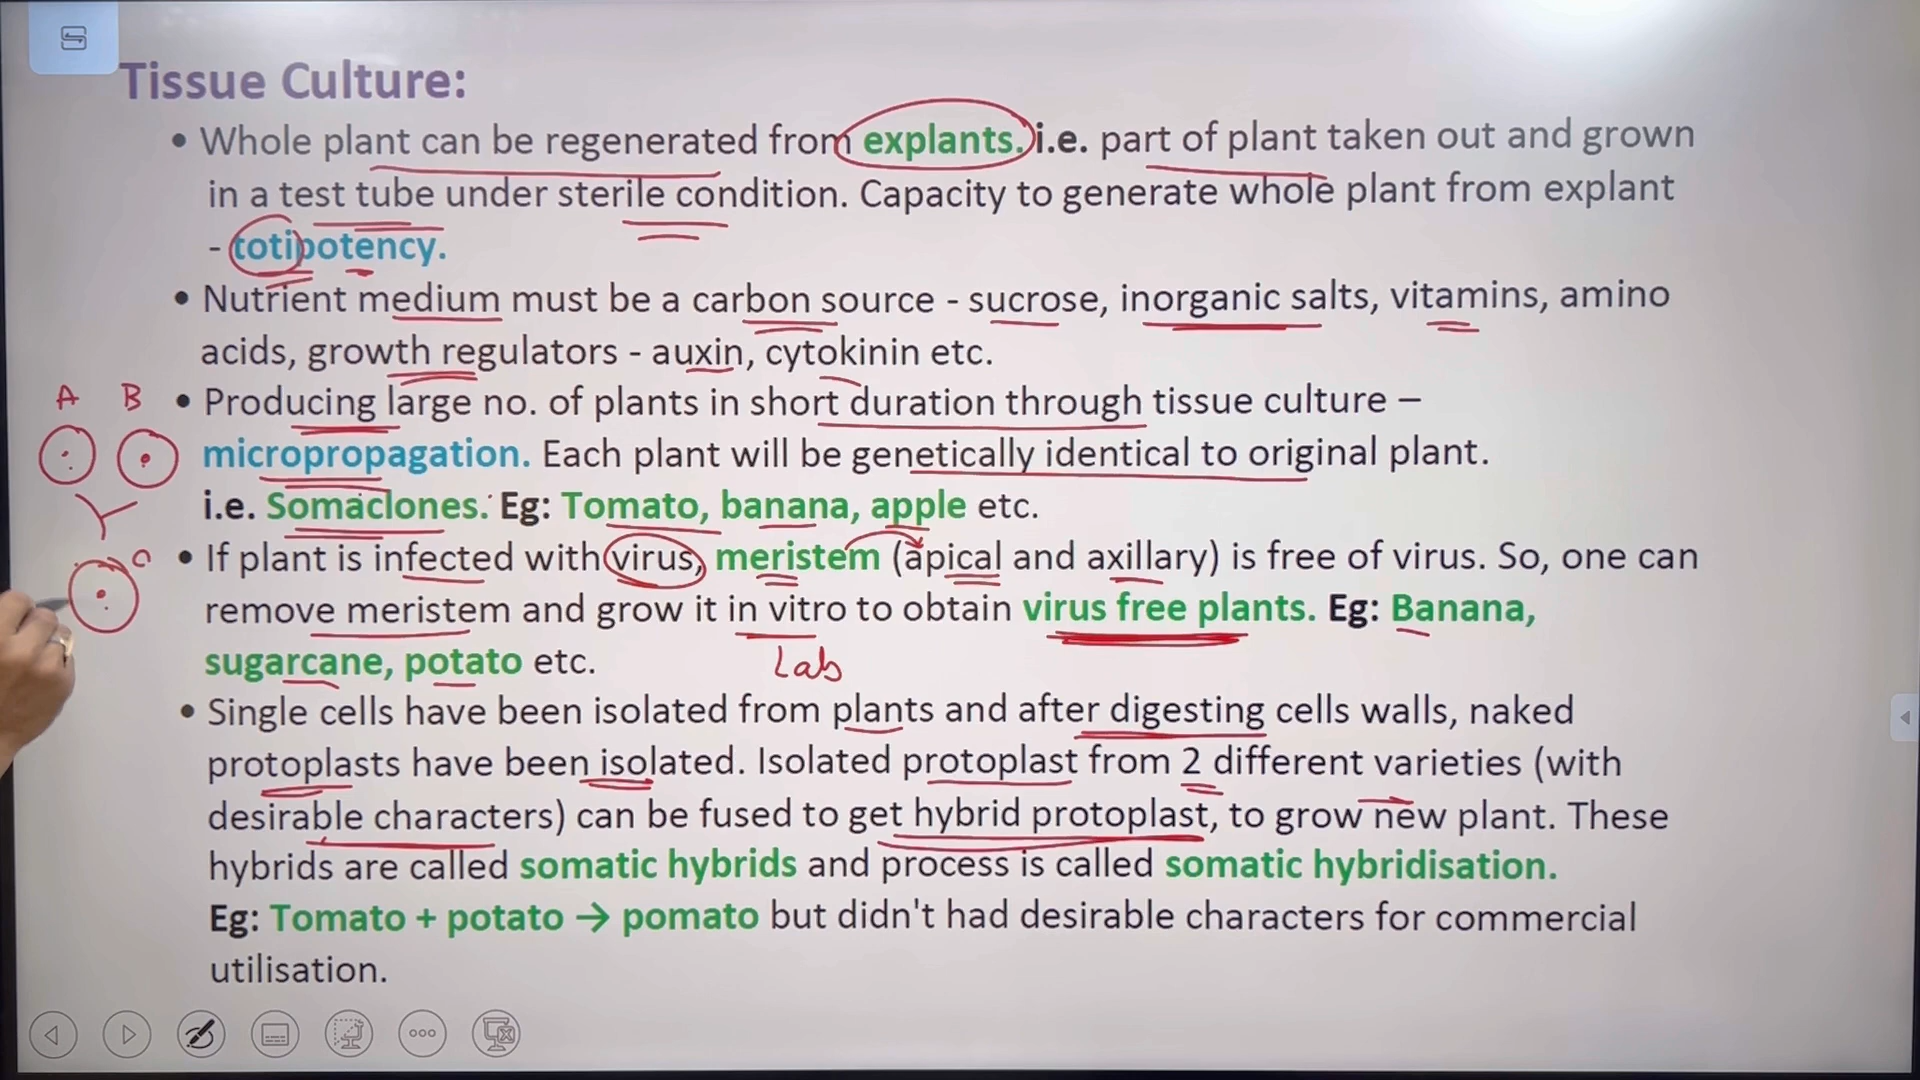 Tissue Culture:
• Whole plant can be regenerated from explants. i.e. part of plant taken out and grown
in a test tube under sterile condition. Capacity to generate whole plant from explant
- totipotency.
• Nutrient medium must be a carbon source - sucrose, inorganic salts, vitamins, amino
acids, growth regulators - auxin, cytokinin etc.
A B
• Producing large no. of plants in short duration through tissue culture –
micropropagation. Each plant will be genetically identical to original plant.
i.e. Somaclones. Eg: Tomato, banana, apple etc.
• If plant is infected with virus, meristem (apical and axillary) is free of virus. So, one can
remove meristem and grow it in vitro to obtain virus free plants. Eg: Banana,
sugarcane, potato etc.
Lab
• Single cells have been isolated from plants and after digesting cells walls, naked
protoplasts have been isolated. Isolated protoplast from 2 different varieties (with
desirable characters) can be fused to get hybrid protoplast, to grow new plant. These
hybrids are called somatic hybrids and process is called somatic hybridisation.
Eg: Tomato + potato → pomato but didn't had desirable characters for commercial
utilisation.